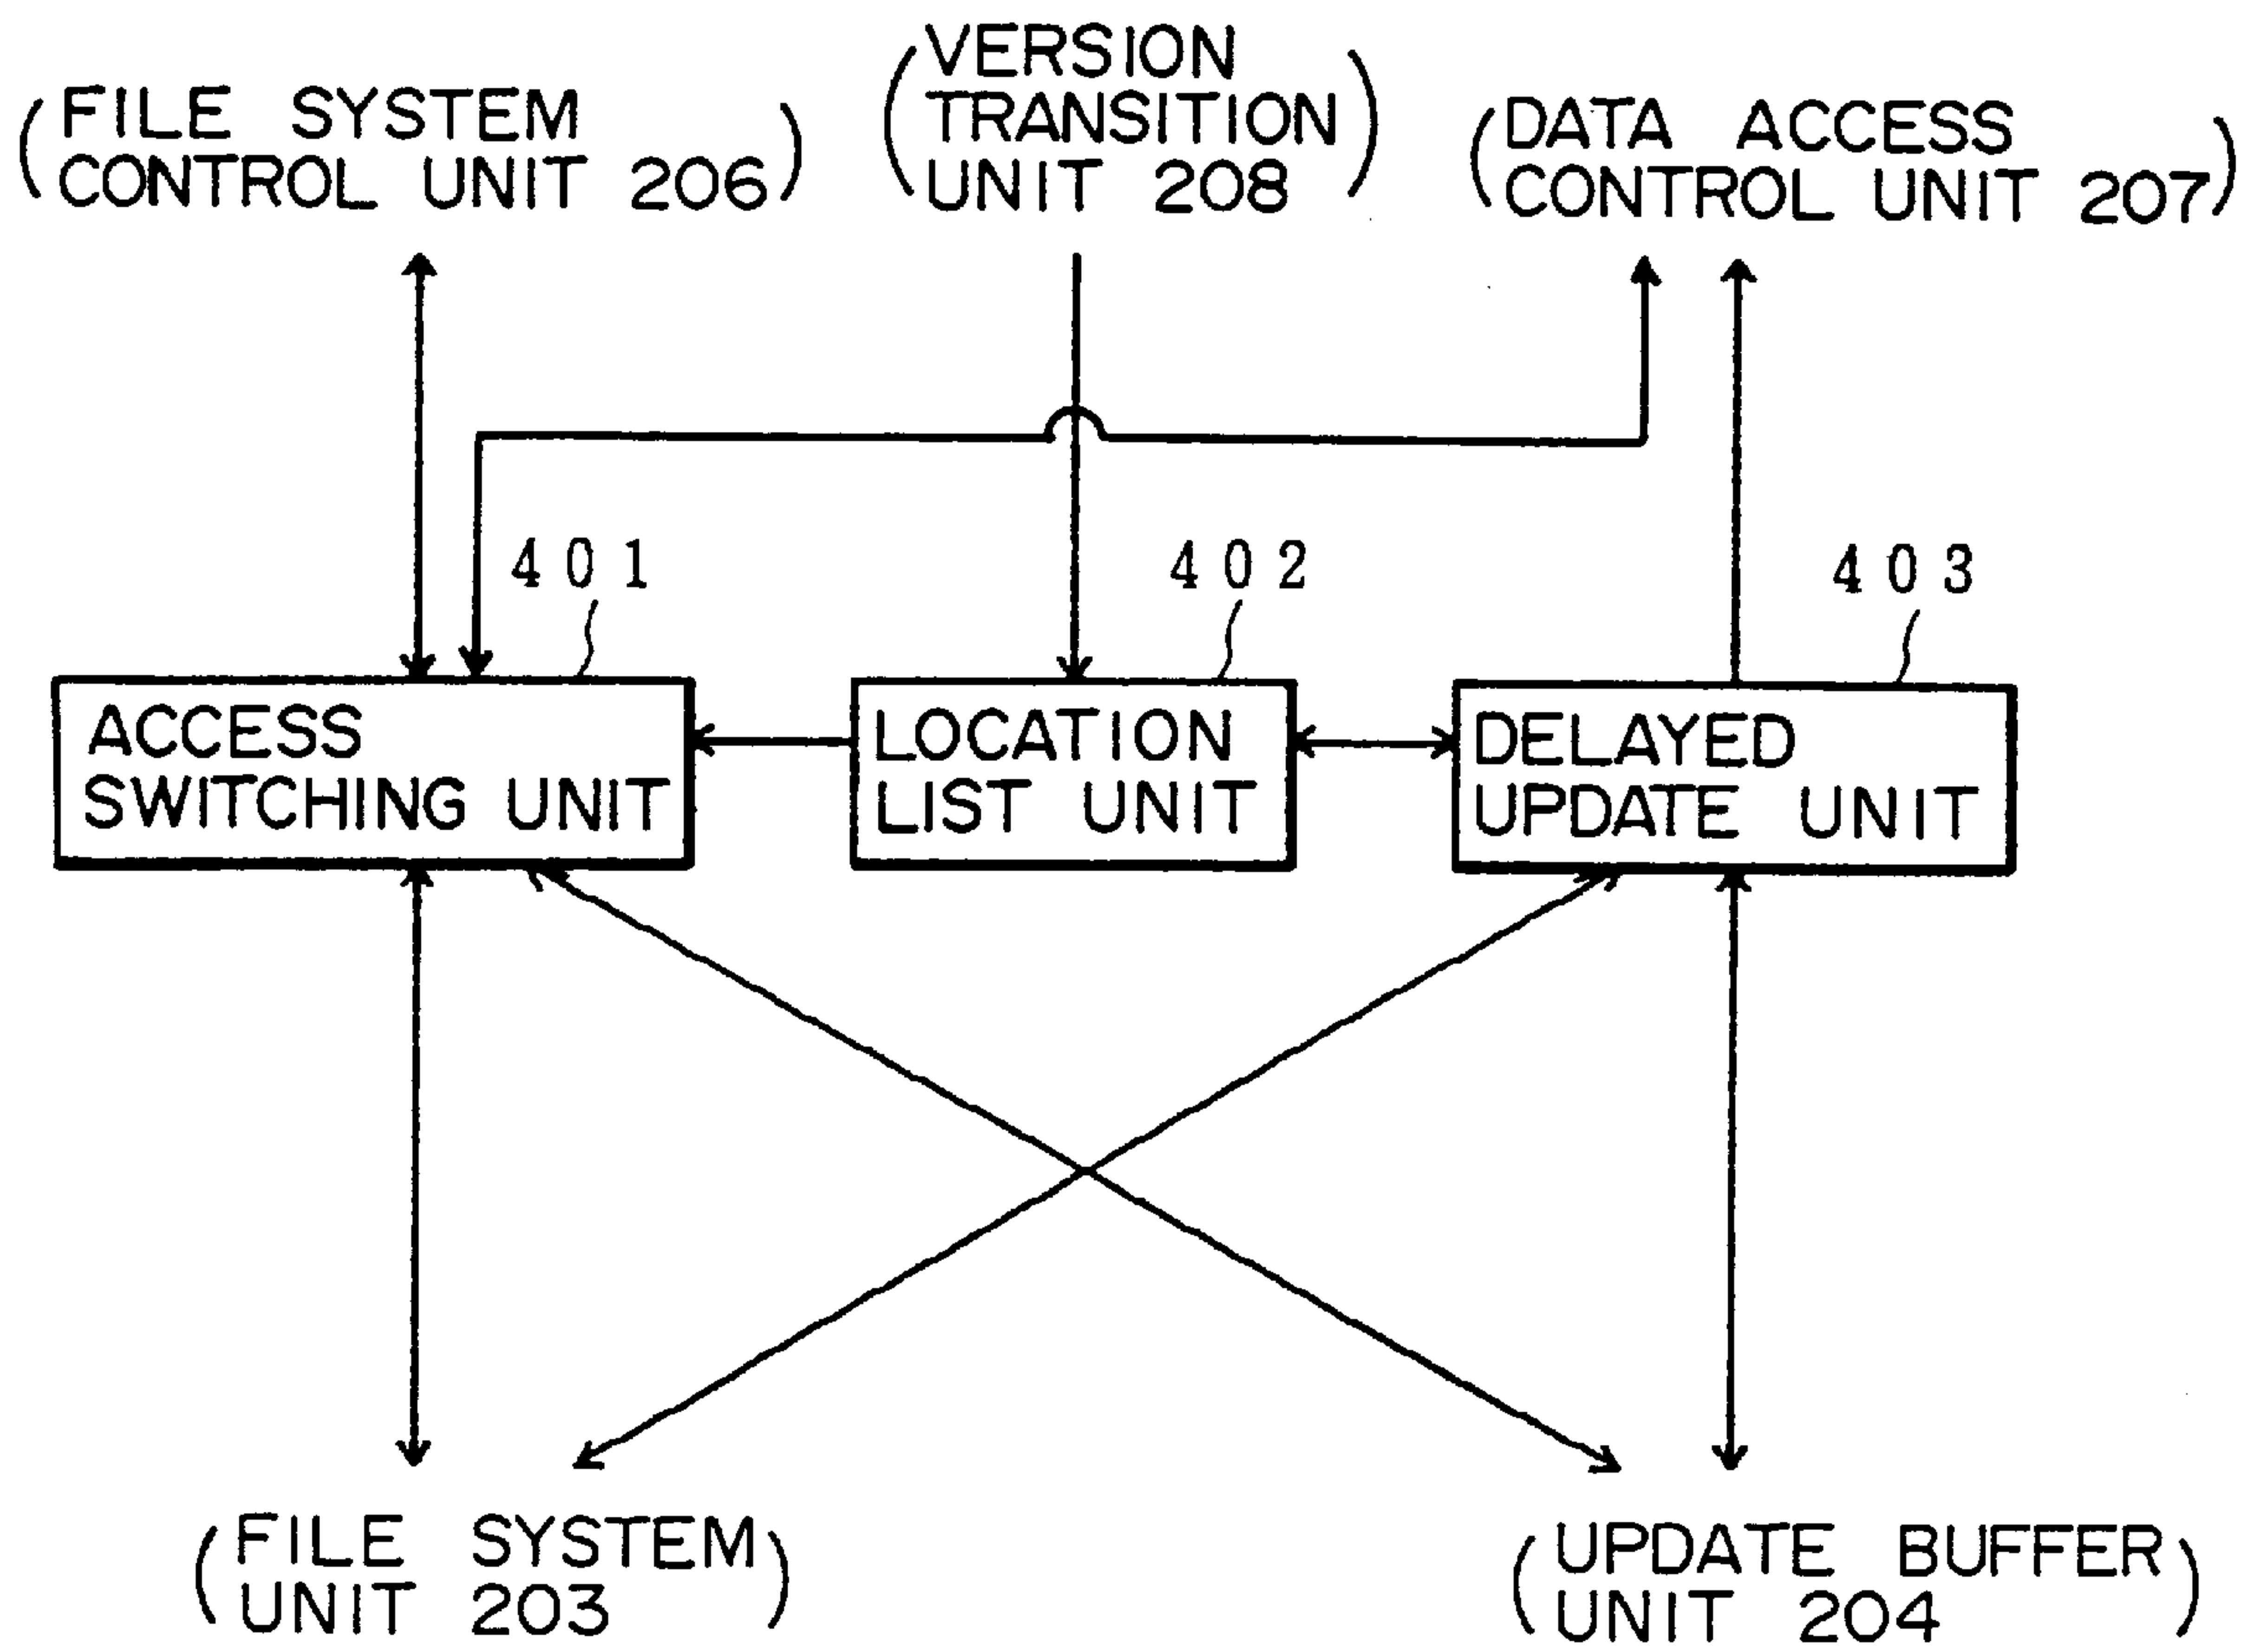 (FILE SYSTEM
CONTROL UNIT 206)
(VERSION
TRANSITION
UNIT 208)
(DATA ACCESS
CONTROL UNIT 207)
401
402
403
ACCESS
SWITCHING UNIT
LOCATION
LIST UNIT
DELAYED
UPDATE UNIT
(FILE SYSTEM
UNIT 203)
(UPDATE BUFFER
UNIT 204)